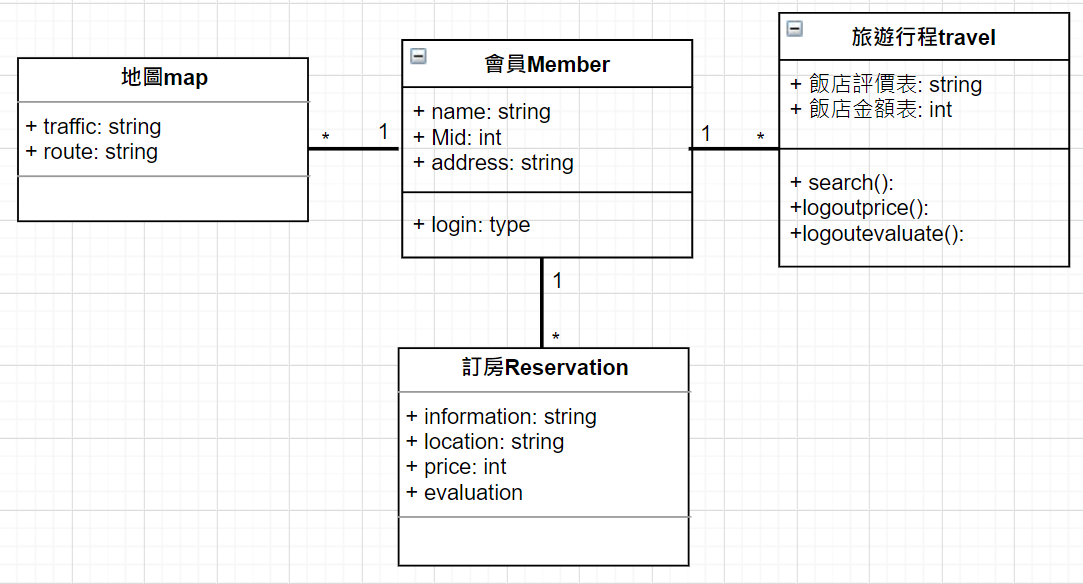 地圖map
+ traffic: string
+ route: string
*
1
會員Member
+ name: string
+ Mid: int
+ address: string
+ login: type
1
*
旅遊行程travel
+ 飯店評價表: string
+ 飯店金額表: int
+ search():
+logoutprice():
+logoutevaluate():
1
*
訂房Reservation
+ information: string
+ location: string
+ price: int
+ evaluation